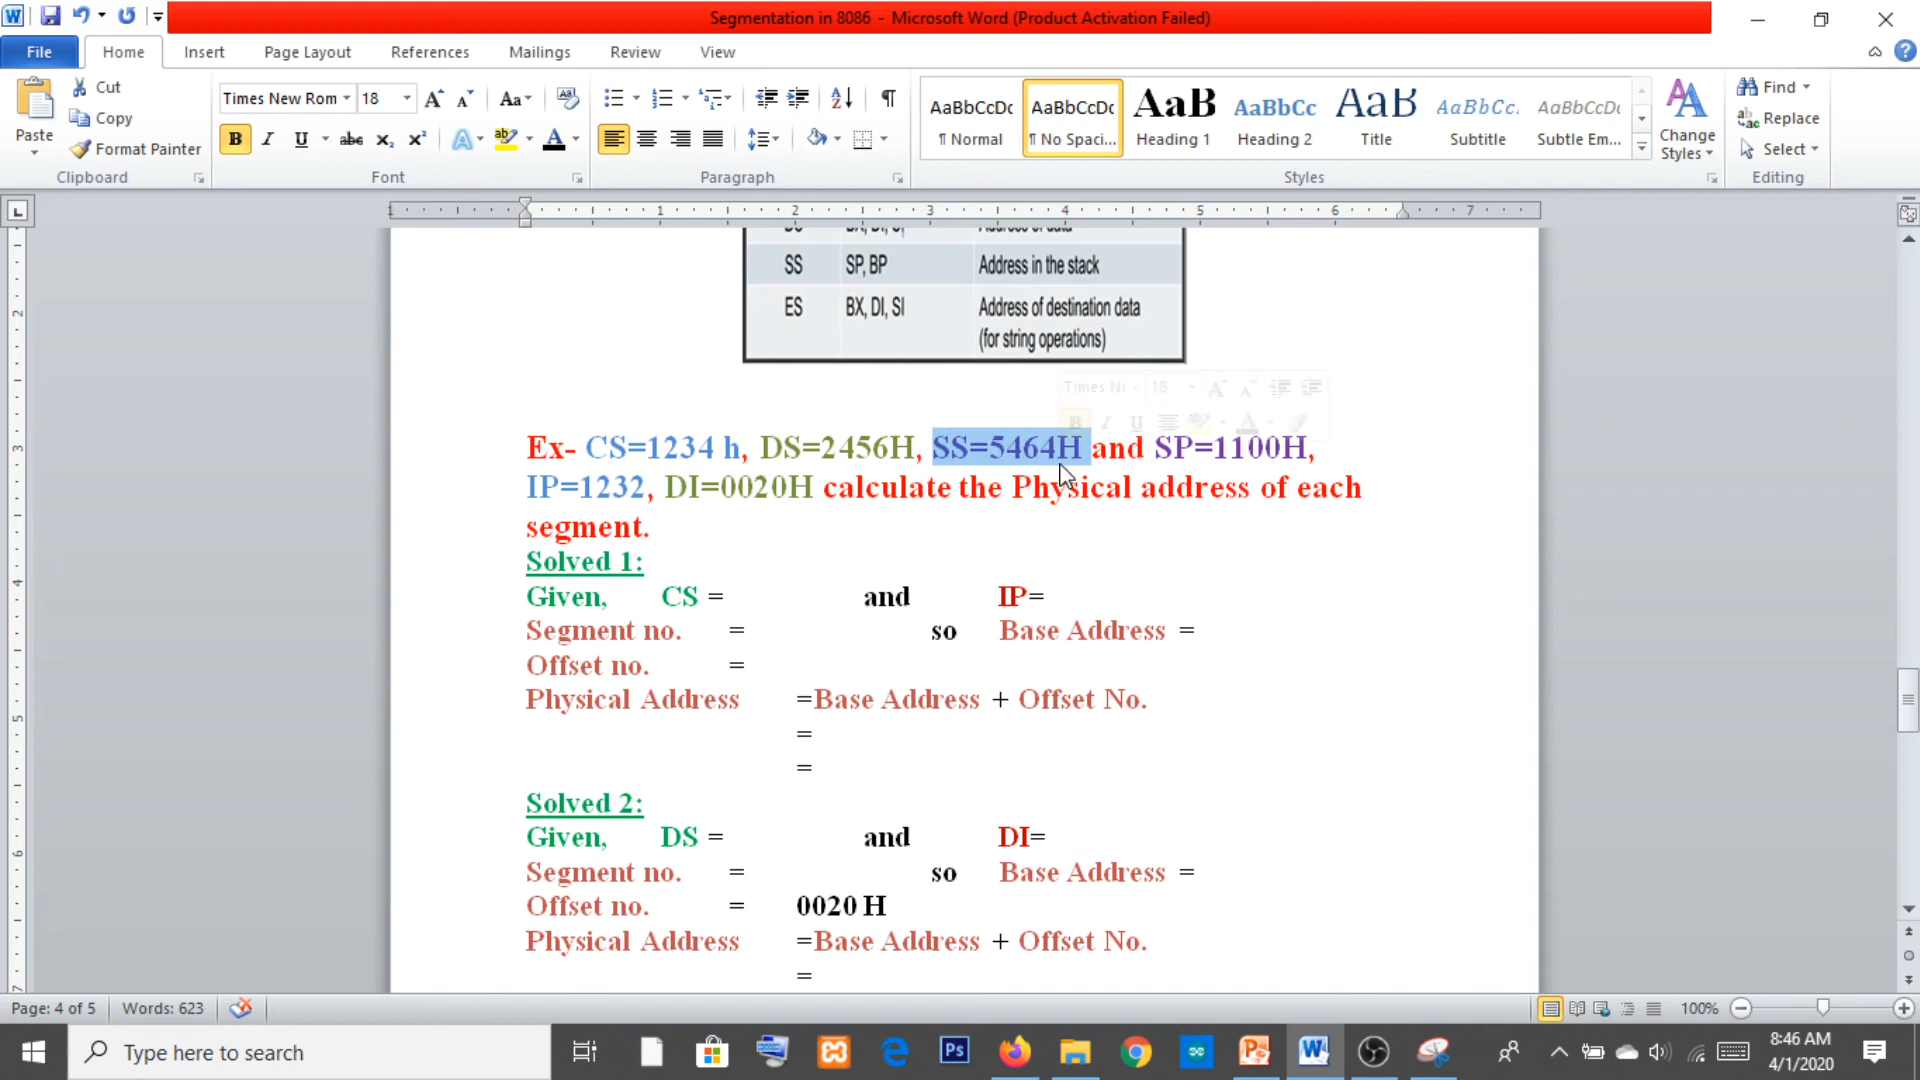 Segmentation in 8086 - Microsoft Word (Product Activation Failed)
File Home Insert Page Layout References Mailings Review View
Cut
Copy
Format Painter
Paste
Clipboard
Times New Rom 18
Font
Paragraph
AaBbCcDc AaBbCcDc AaBb AaBbCc AaB AaBbCc. AaBbCcDc
¶ Normal ¶ No Spaci... Heading 1 Heading 2 Title Subtitle Subtle Em...
Change Styles
Styles
Find
Replace
Select
Editing
SS SP, BP Address in the stack
ES BX, DI, SI Address of destination data
(for string operations)
Ex- CS=1234 h, DS=2456H, SS=5464H and SP=1100H,
IP=1232, DI=0020H calculate the Physical address of each
segment.
Solved 1:
Given, CS = and IP=
Segment no. = so Base Address =
Offset no. =
Physical Address =Base Address + Offset No.
=
=
Solved 2:
Given, DS = and DI=
Segment no. = so Base Address =
Offset no. = 0020 H
Physical Address =Base Address + Offset No.
=
Page: 4 of 5 Words: 623 100%
Type here to search
8:46 AM
4/1/2020